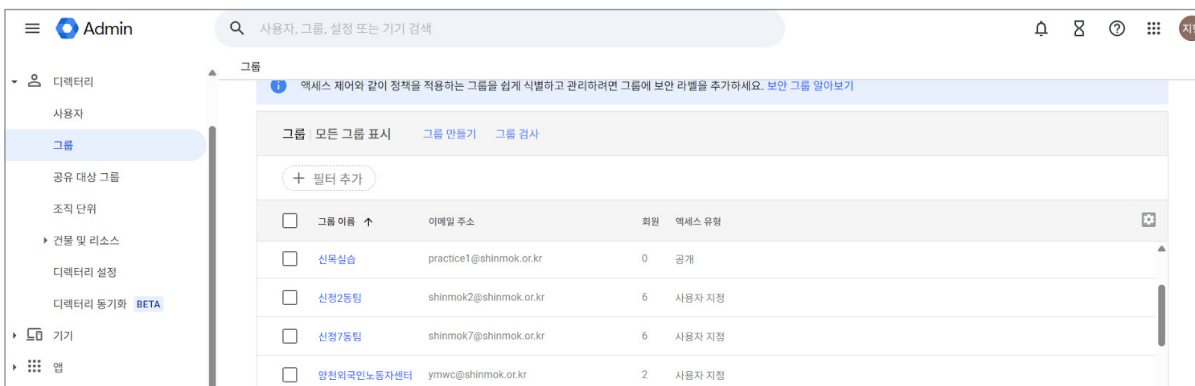 Admin
사용자, 그룹, 설정 또는 기기 검색
디렉터리
사용자
그룹
공유 대상 그룹
조직 단위
건물 및 리소스
디렉터리 설정
디렉터리 동기화 BETA
기기
앱
그룹
액세스 제어와 같이 정책을 적용하는 그룹을 쉽게 식별하고 관리하려면 그룹에 보안 라벨을 추가하세요. 보안 그룹 알아보기
그룹 | 모든 그룹 표시 그룹 만들기 그룹 검사
+ 필터 추가
그룹 이름 ↑ 이메일 주소 회원 액세스 유형
신목실습 practice1@shinmok.or.kr 0 공개
신정2동팀 shinmok2@shinmok.or.kr 6 사용자 지정
신정7동팀 shinmok7@shinmok.or.kr 6 사용자 지정
양천외국인노동자센터 ymwc@shinmok.or.kr 2 사용자 지정